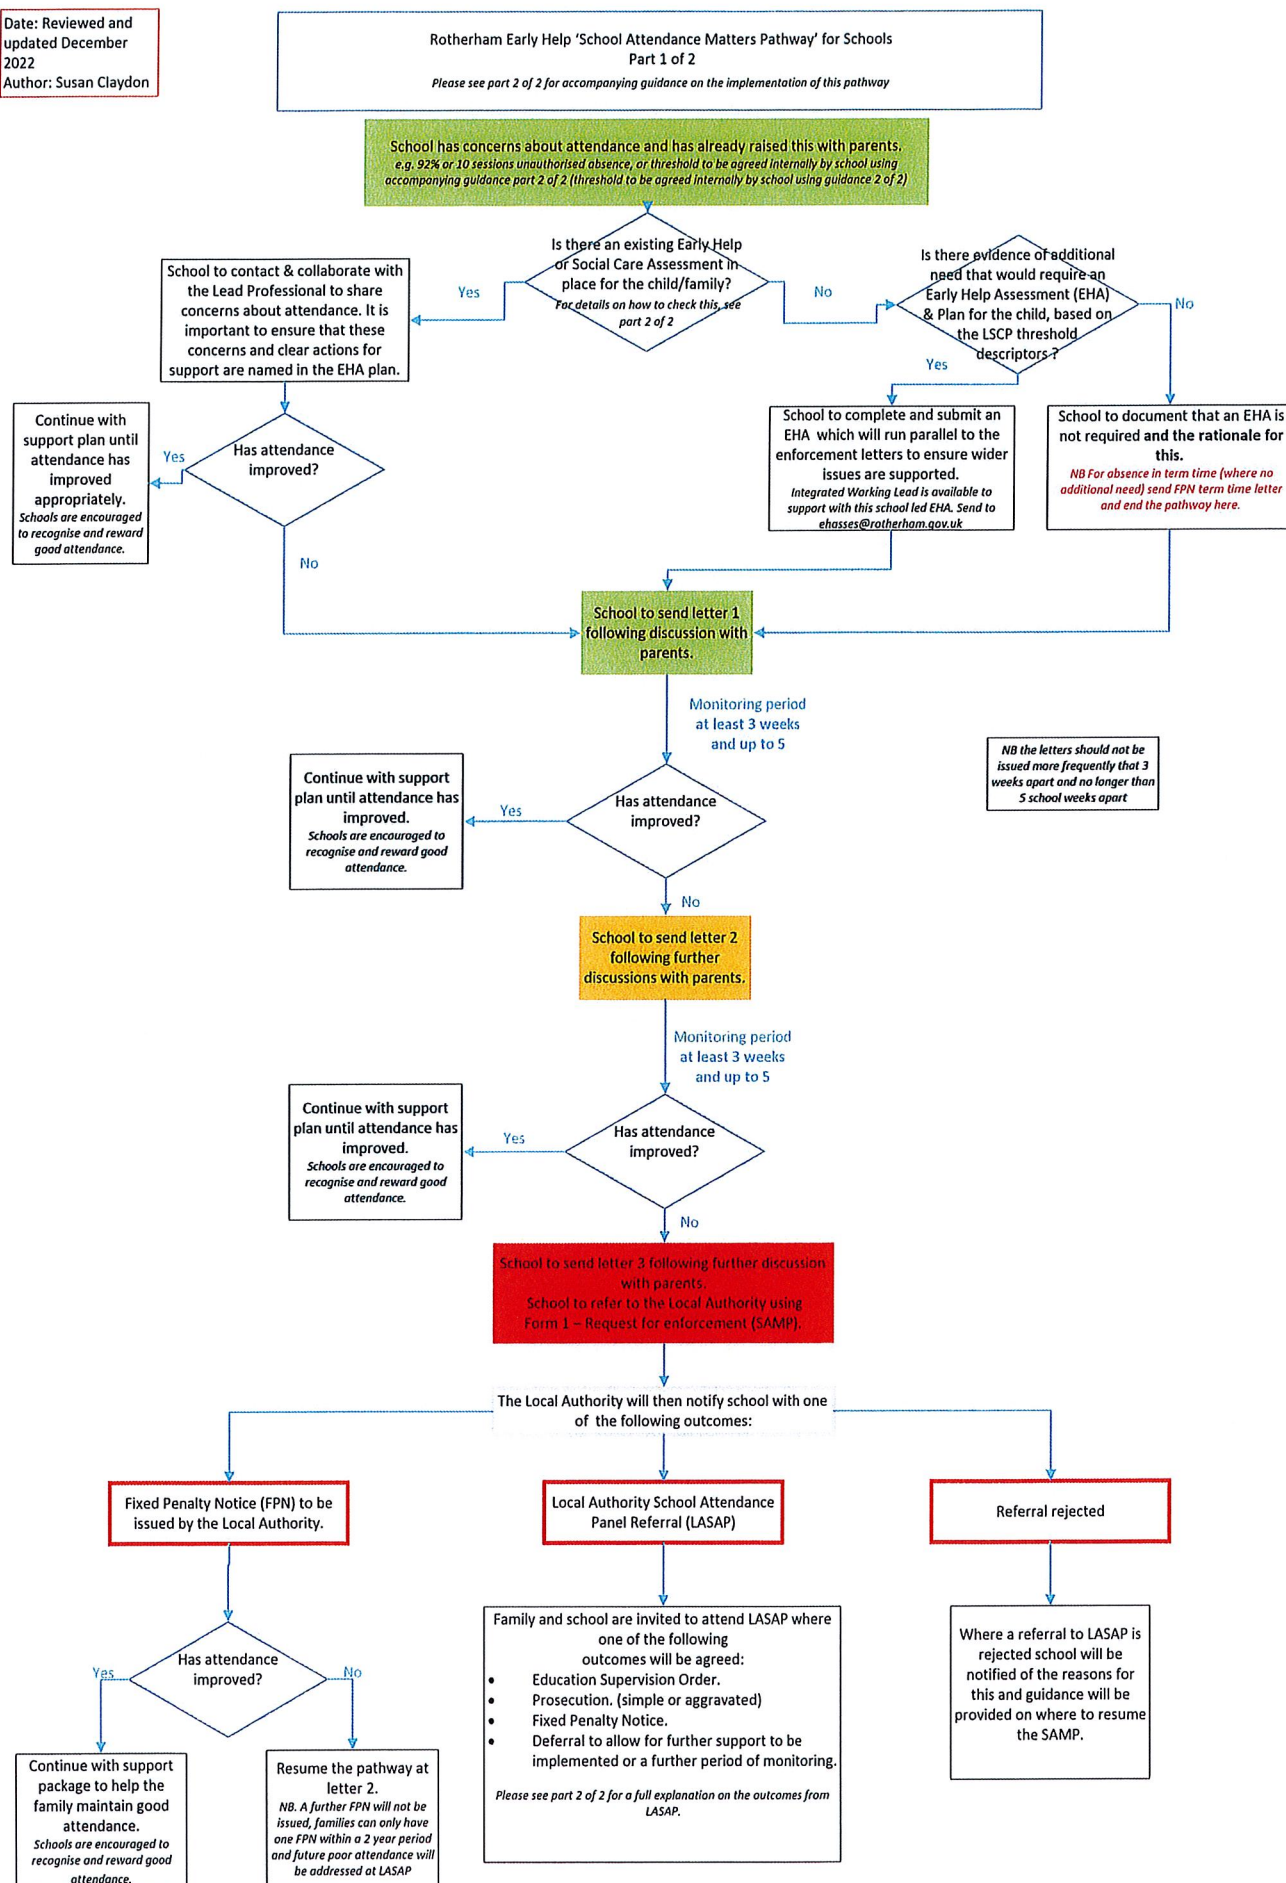 Date: Reviewed and
updated December
2022
Author: Susan Claydon
Rotherham Early Help ‘School Attendance Matters Pathway’ for Schools
Part 1 of 2
Please see part 2 of 2 for accompanying guidance on the implementation of this pathway
School has concerns about attendance and has already raised this with parents.
e.g. 92% or 10 sessions unauthorised absence, or threshold to be agreed internally by school using
accompanying guidance part 2 of 2 (threshold to be agreed internally by school using guidance 2 of 2)
Is there an existing Early Help
or Social Care Assessment in
place for the child/family?
For details on how to check this, see
part 2 of 2
Yes
No
School to contact & collaborate with
the Lead Professional to share
concerns about attendance. It is
important to ensure that these
concerns and clear actions for
support are named in the EHA plan.
Is there evidence of additional
need that would require an
Early Help Assessment (EHA)
& Plan for the child, based on
the LSCP threshold
descriptors ?
Yes
No
Continue with
support plan until
attendance has
improved
appropriately.
Schools are encouraged
to recognise and reward
good attendance.
Yes
Has attendance
improved?
No
School to complete and submit an
EHA which will run parallel to the
enforcement letters to ensure wider
issues are supported.
Integrated Working Lead is available to
support with this school led EHA. Send to
ehasses@rotherham.gov.uk
School to document that an EHA is
not required and the rationale for
this.
NB For absence in term time (where no
additional need) send FPN term time letter
and end the pathway here.
School to send letter 1
following discussion with
parents.
Monitoring period
at least 3 weeks
and up to 5
NB the letters should not be
issued more frequently that 3
weeks apart and no longer than
5 school weeks apart
Continue with support
plan until attendance has
improved.
Schools are encouraged to
recognise and reward good
attendance.
Yes
Has attendance
improved?
No
School to send letter 2
following further
discussions with parents.
Monitoring period
at least 3 weeks
and up to 5
Continue with support
plan until attendance has
improved.
Schools are encouraged to
recognise and reward good
attendance.
Yes
Has attendance
improved?
No
School to send letter 3 following further discussion
with parents.
School to refer to the Local Authority using
Form 1 – Request for enforcement (SAMP).
The Local Authority will then notify school with one
of the following outcomes:
Fixed Penalty Notice (FPN) to be
issued by the Local Authority.
Local Authority School Attendance
Panel Referral (LASAP)
Referral rejected
Has attendance
improved?
Yes
No
Continue with support
package to help the
family maintain good
attendance.
Schools are encouraged to
recognise and reward good
attendance.
Resume the pathway at
letter 2.
NB. A further FPN will not be
issued, families can only have
one FPN within a 2 year period
and future poor attendance will
be addressed at LASAP
Family and school are invited to attend LASAP where
one of the following
outcomes will be agreed:
• Education Supervision Order.
• Prosecution. (simple or aggravated)
• Fixed Penalty Notice.
• Deferral to allow for further support to be
implemented or a further period of monitoring.
Please see part 2 of 2 for a full explanation on the outcomes from
LASAP.
Where a referral to LASAP is
rejected school will be
notified of the reasons for
this and guidance will be
provided on where to resume
the SAMP.